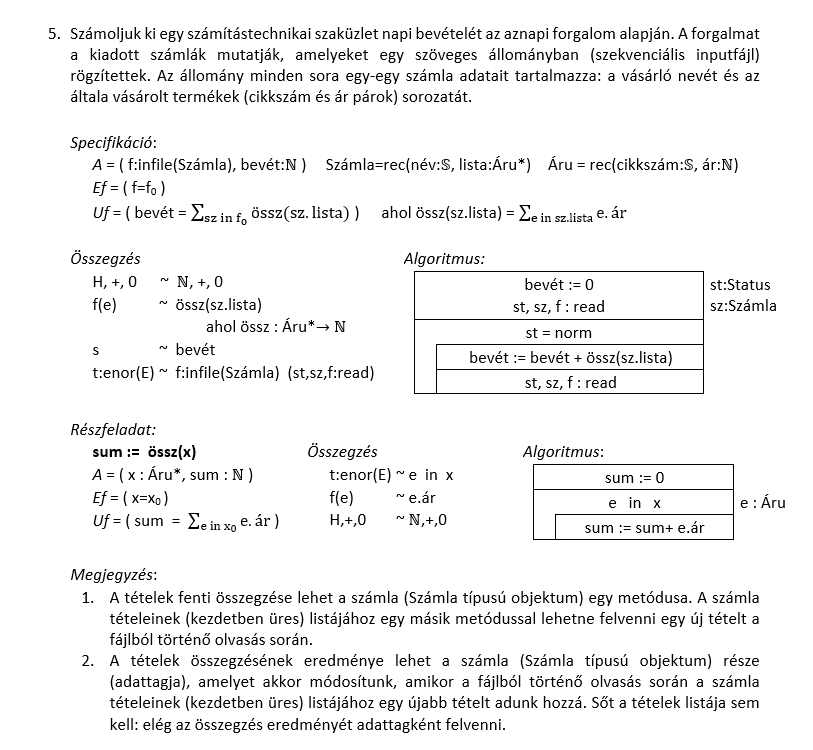 5. Számoljuk ki egy számítástechnikai szaküzlet napi bevételét az aznapi forgalom alapján. A forgalmat
a kiadott számlák mutatják, amelyeket egy szöveges állományban (szekvenciális inputfájl)
rögzítettek. Az állomány minden sora egy-egy számla adatait tartalmazza: a vásárló nevét és az
általa vásárolt termékek (cikkszám és ár párok) sorozatát.
Specifikáció:
A = ( f:infile(Számla), bevét:ℕ ) Számla=rec(név:𝕊, lista:Áru*) Áru = rec(cikkszám:𝕊, ár:ℕ)
Ef = ( f=f₀ )
Uf = ( bevét = ∑sz in f₀ össz(sz. lista) ) ahol össz(sz.lista) = ∑e in sz.lista e. ár
Összegzés
H, +, 0 ~ ℕ, +, 0
f(e) ~ össz(sz.lista)
ahol össz : Áru*→ ℕ
s ~ bevét
t:enor(E) ~ f:infile(Számla) (st,sz,f:read)
Algoritmus:
bevét := 0
st, sz, f : read
st = norm
bevét := bevét + össz(sz.lista)
st, sz, f : read
st:Status
sz:Számla
Részfeladat:
sum := össz(x)
A = ( x : Áru*, sum : ℕ )
Ef = ( x=x₀ )
Uf = ( sum = ∑e in x₀ e. ár )
Összegzés
t:enor(E) ~ e in x
f(e) ~ e.ár
H,+,0 ~ ℕ,+,0
Algoritmus:
sum := 0
e in x
sum := sum+ e.ár
e : Áru
Megjegyzés:
1. A tételek fenti összegzése lehet a számla (Számla típusú objektum) egy metódusa. A számla
tételeinek (kezdetben üres) listájához egy másik metódussal lehetne felvenni egy új tételt a
fájlból történő olvasás során.
2. A tételek összegzésének eredménye lehet a számla (Számla típusú objektum) része
(adattagja), amelyet akkor módosítunk, amikor a fájlból történő olvasás során a számla
tételeinek (kezdetben üres) listájához egy újabb tételt adunk hozzá. Sőt a tételek listája sem
kell: elég az összegzés eredményét adattagként felvenni.